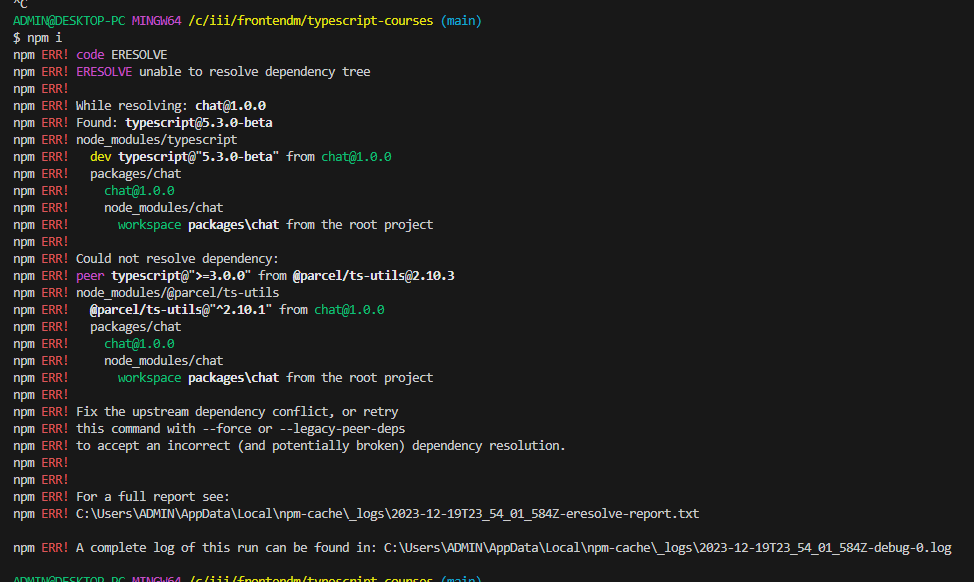 ^C
ADMIN@DESKTOP-PC MINGW64 /c/iii/frontendm/typescript-courses (main)
$ npm i
npm ERR! code ERESOLVE
npm ERR! ERESOLVE unable to resolve dependency tree
npm ERR!
npm ERR! While resolving: chat@1.0.0
npm ERR! Found: typescript@5.3.0-beta
npm ERR! node_modules/typescript
npm ERR!   dev typescript@"5.3.0-beta" from chat@1.0.0
npm ERR!   packages/chat
npm ERR!     chat@1.0.0
npm ERR!     node_modules/chat
npm ERR!       workspace packages\chat from the root project
npm ERR!
npm ERR! Could not resolve dependency:
npm ERR! peer typescript@">=3.0.0" from @parcel/ts-utils@2.10.3
npm ERR! node_modules/@parcel/ts-utils
npm ERR!   @parcel/ts-utils@"^2.10.1" from chat@1.0.0
npm ERR!   packages/chat
npm ERR!     chat@1.0.0
npm ERR!     node_modules/chat
npm ERR!       workspace packages\chat from the root project
npm ERR!
npm ERR! Fix the upstream dependency conflict, or retry
npm ERR! this command with --force or --legacy-peer-deps
npm ERR! to accept an incorrect (and potentially broken) dependency resolution.
npm ERR!
npm ERR!
npm ERR! For a full report see:
npm ERR! C:\Users\ADMIN\AppData\Local\npm-cache\_logs\2023-12-19T23_54_01_584Z-eresolve-report.txt
npm ERR! A complete log of this run can be found in: C:\Users\ADMIN\AppData\Local\npm-cache\_logs\2023-12-19T23_54_01_584Z-debug-0.log
ADMIN@DESKTOP-PC MINGW64 /c/iii/frontendm/typescript-courses (main)